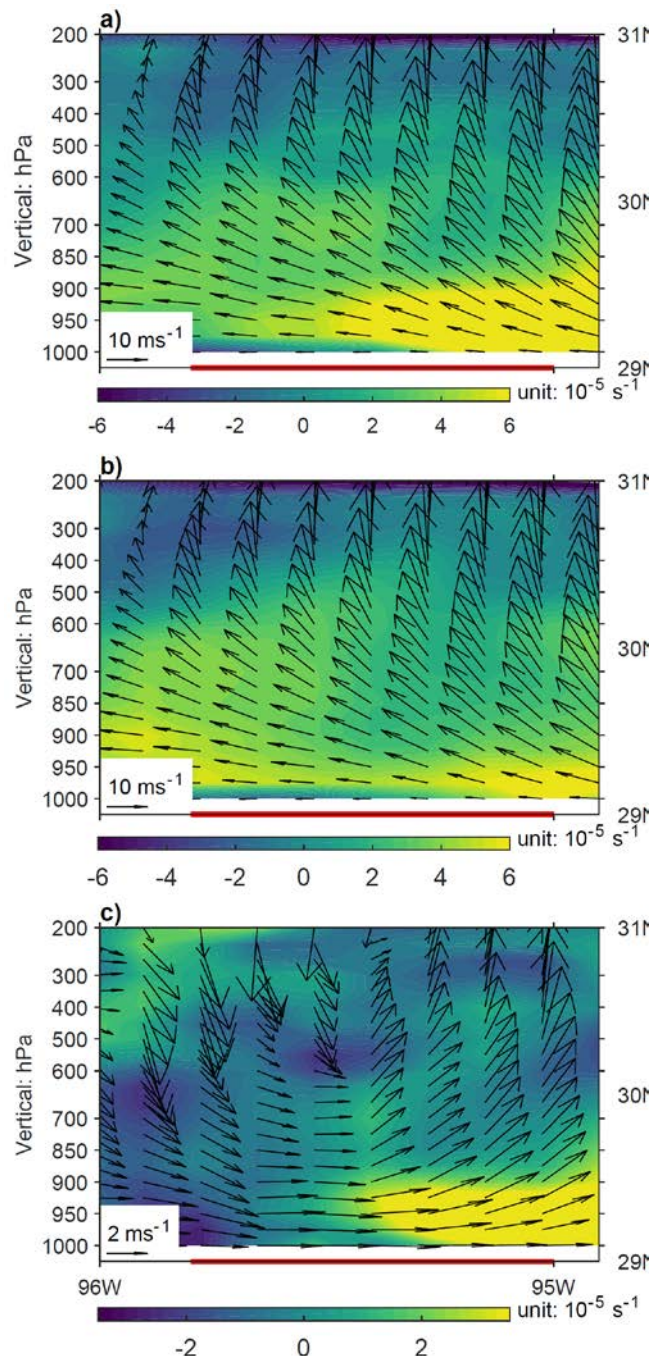 a)
200
31N
300
400
500
600
30N
700
850
900
950
1000
29N
Vertical: hPa
10 ms-1
-6 -4 -2 0 2 4 6
unit: 10-5 s-1
b)
200
31N
300
400
500
600
30N
700
850
900
950
1000
29N
Vertical: hPa
10 ms-1
-6 -4 -2 0 2 4 6
unit: 10-5 s-1
c)
200
31N
300
400
500
600
30N
700
850
900
950
1000
29N
Vertical: hPa
2 ms-1
96W 95W
-2 0 2
unit: 10-5 s-1